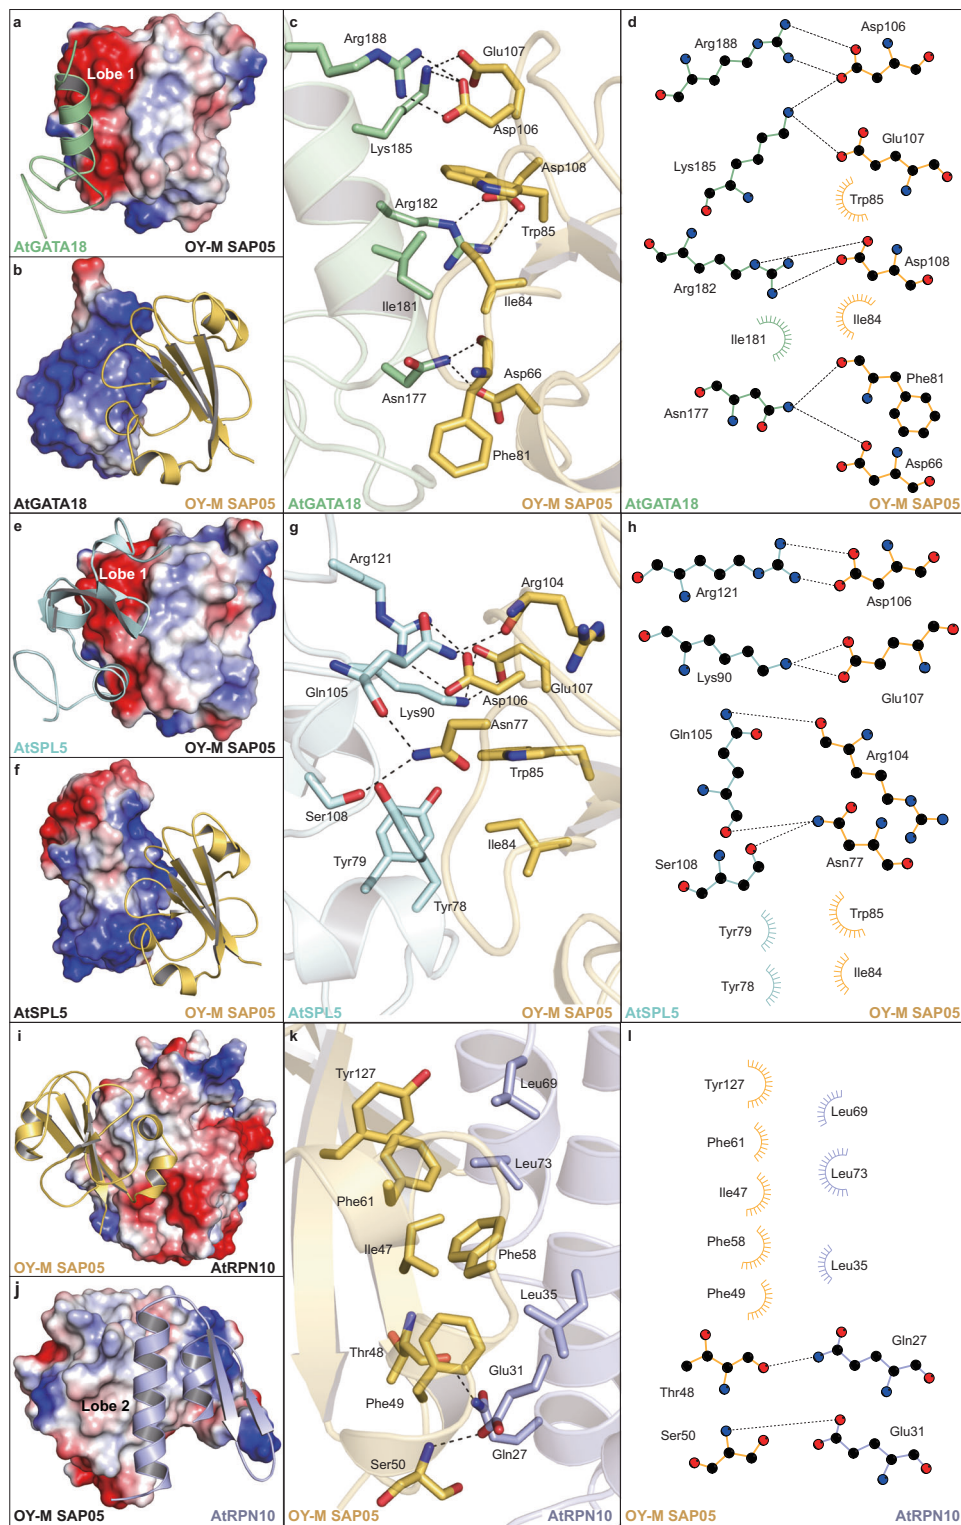 a
Lobe 1
AtGATA18
OY-M SAP05
b
AtGATA18
OY-M SAP05
c
Arg188
Glu107
Asp106
Lys185
Asp108
Arg182
Trp85
Ile181
Ile84
Asp66
Asn177
Phe81
AtGATA18
OY-M SAP05
d
Asp106
Arg188
Glu107
Lys185
Trp85
Asp108
Arg182
Ile84
Ile181
Phe81
Asn177
Asp66
AtGATA18
OY-M SAP05
e
Lobe 1
AtSPL5
OY-M SAP05
f
AtSPL5
OY-M SAP05
g
Arg121
Arg104
Gln105
Glu107
Lys90
Asp106
Asn77
Trp85
Ser108
Ile84
Tyr79
Tyr78
AtSPL5
OY-M SAP05
h
Arg121
Asp106
Lys90
Glu107
Gln105
Arg104
Ser108
Asn77
Trp85
Tyr79
Ile84
Tyr78
AtSPL5
OY-M SAP05
i
OY-M SAP05
AtRPN10
j
Lobe 2
OY-M SAP05
AtRPN10
k
Tyr127
Leu69
Leu73
Phe61
Ile47
Phe58
Leu35
Thr48
Glu31
Phe49
Gln27
Ser50
OY-M SAP05
AtRPN10
l
Tyr127
Leu69
Phe61
Leu73
Ile47
Phe58
Leu35
Phe49
Gln27
Thr48
Ser50
Glu31
OY-M SAP05
AtRPN10